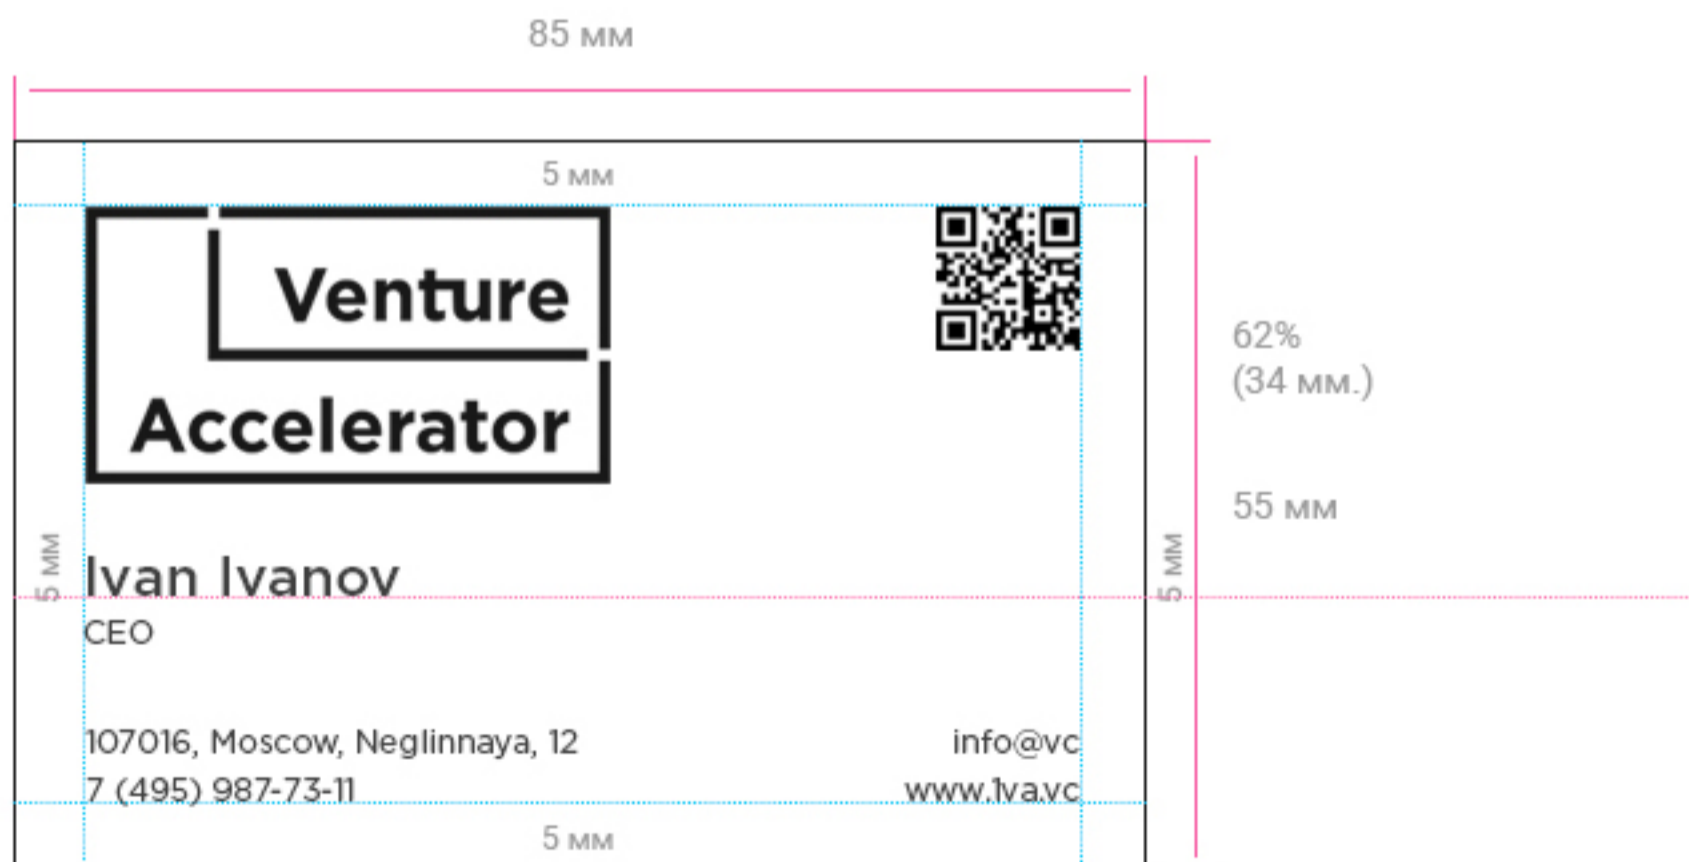 85 мм
5 мм
Venture
Accelerator
62%
(34 мм.)
55 мм
5 мм
5 мм
Ivan Ivanov
CEO
107016, Moscow, Neglinnaya, 12
info@vc
7 (495) 987-73-11
www.1va.vc
5 мм